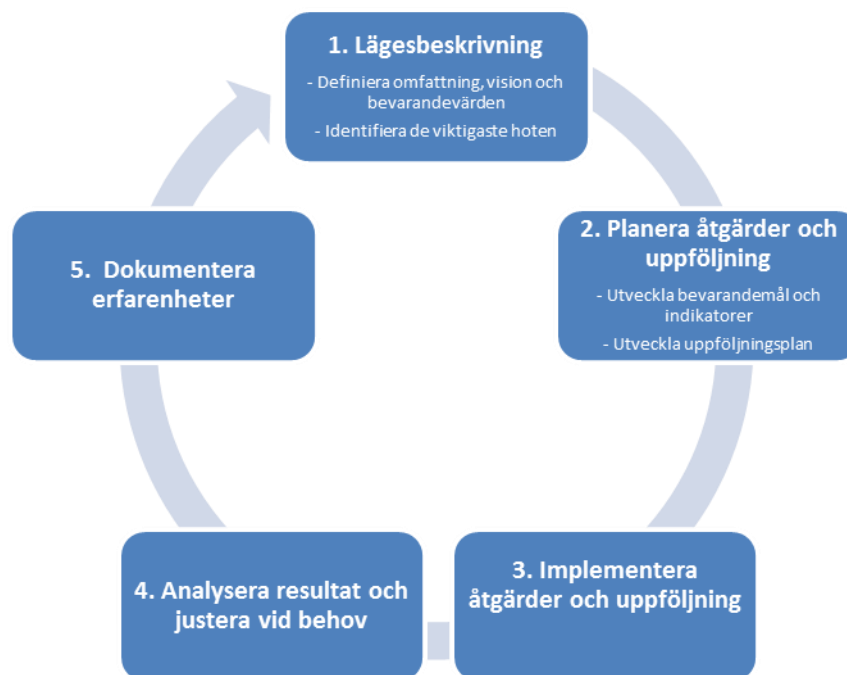 1. Lägesbeskrivning
- Definiera omfattning, vision och
bevarandevärden
- Identifiera de viktigaste hoten
2. Planera åtgärder och
uppföljning
- Utveckla bevarandemål och
indikatorer
- Utveckla uppföljningsplan
3. Implementera
åtgärder och uppföljning
4. Analysera resultat och
justera vid behov
5. Dokumentera
erfarenheter